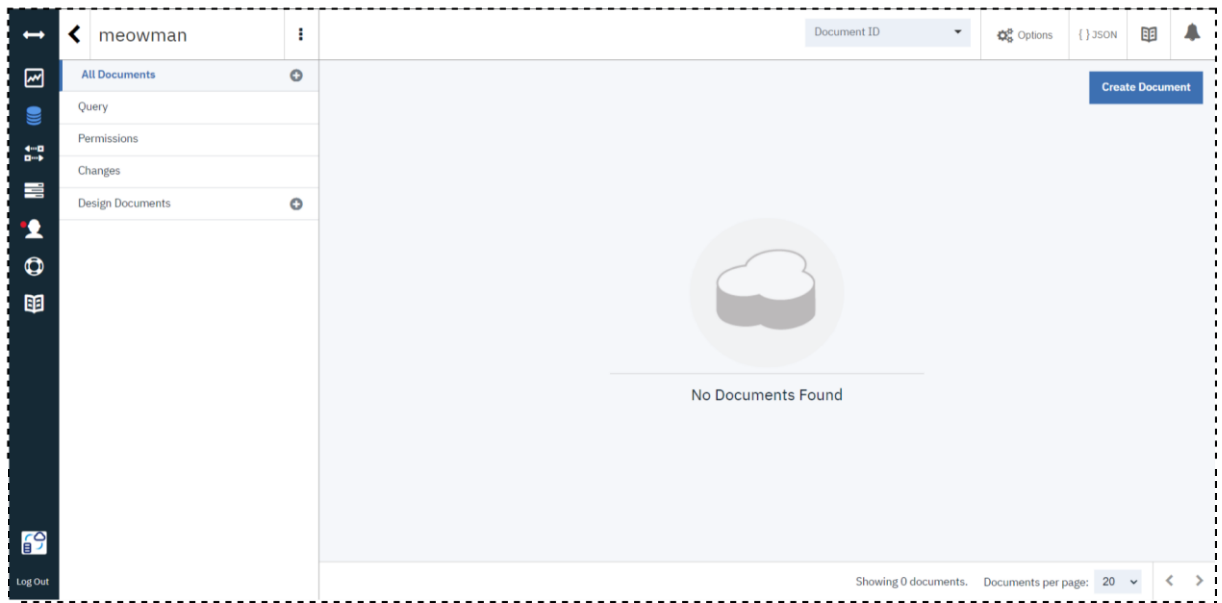 meowman
Document ID
Options
{ } JSON
All Documents
Create Document
Query
Permissions
Changes
Design Documents
No Documents Found
Log Out
Showing 0 documents. Documents per page: 20